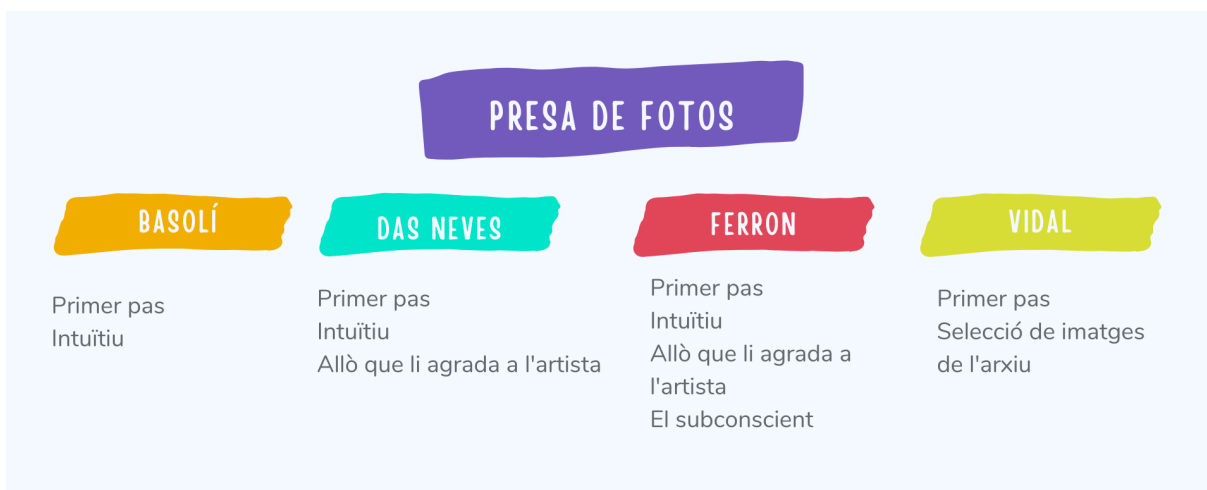 PRESA DE FOTOS
BASOLÍ
Primer pas
Intuïtiu
DAS NEVES
Primer pas
Intuïtiu
Allò que li agrada a l'artista
FERRON
Primer pas
Intuïtiu
Allò que li agrada a
l'artista
El subconscient
VIDAL
Primer pas
Selecció de imatges
de l'arxiu